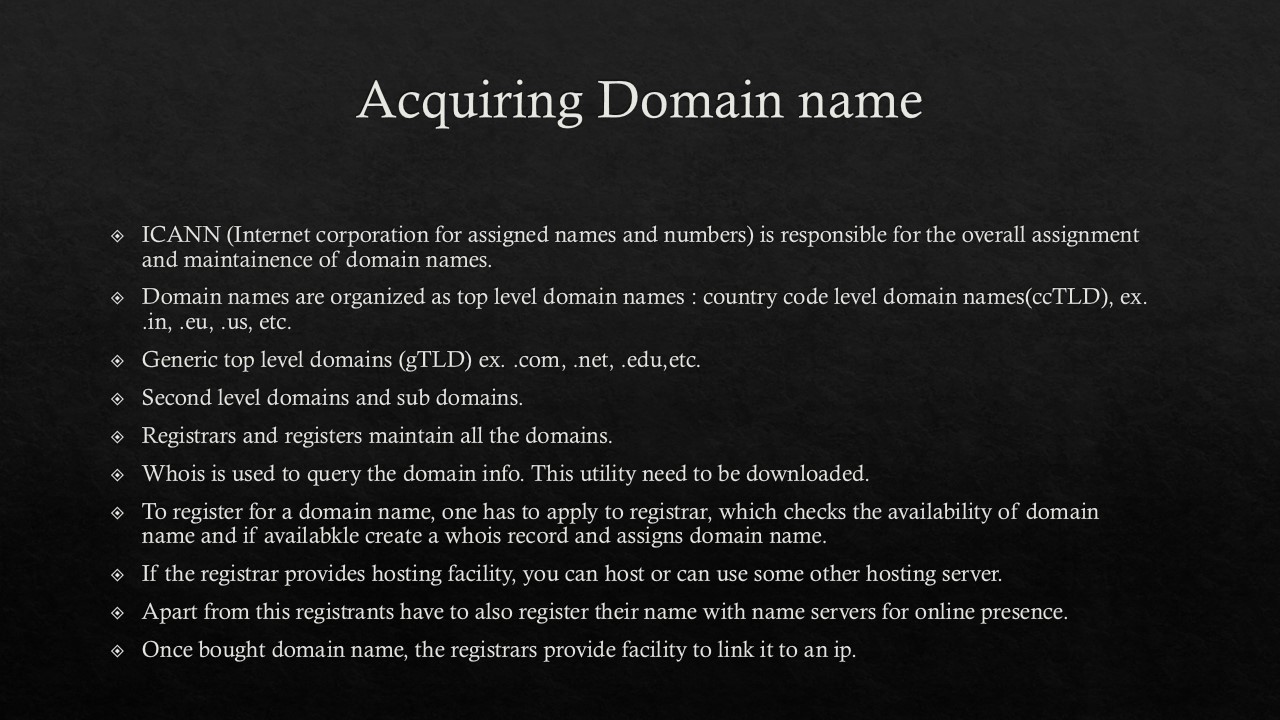 Acquiring Domain name
ICANN (Internet corporation for assigned names and numbers) is responsible for the overall assignment
and maintainence of domain names.
Domain names are organized as top level domain names : country code level domain names(ccTLD), ex.
.in, .eu, .us, etc.
Generic top level domains (gTLD) ex. .com, .net, .edu,etc.
Second level domains and sub domains.
Registrars and registers maintain all the domains.
Whois is used to query the domain info. This utility need to be downloaded.
To register for a domain name, one has to apply to registrar, which checks the availability of domain
name and if availabkle create a whois record and assigns domain name.
If the registrar provides hosting facility, you can host or can use some other hosting server.
Apart from this registrants have to also register their name with name servers for online presence.
Once bought domain name, the registrars provide facility to link it to an ip.